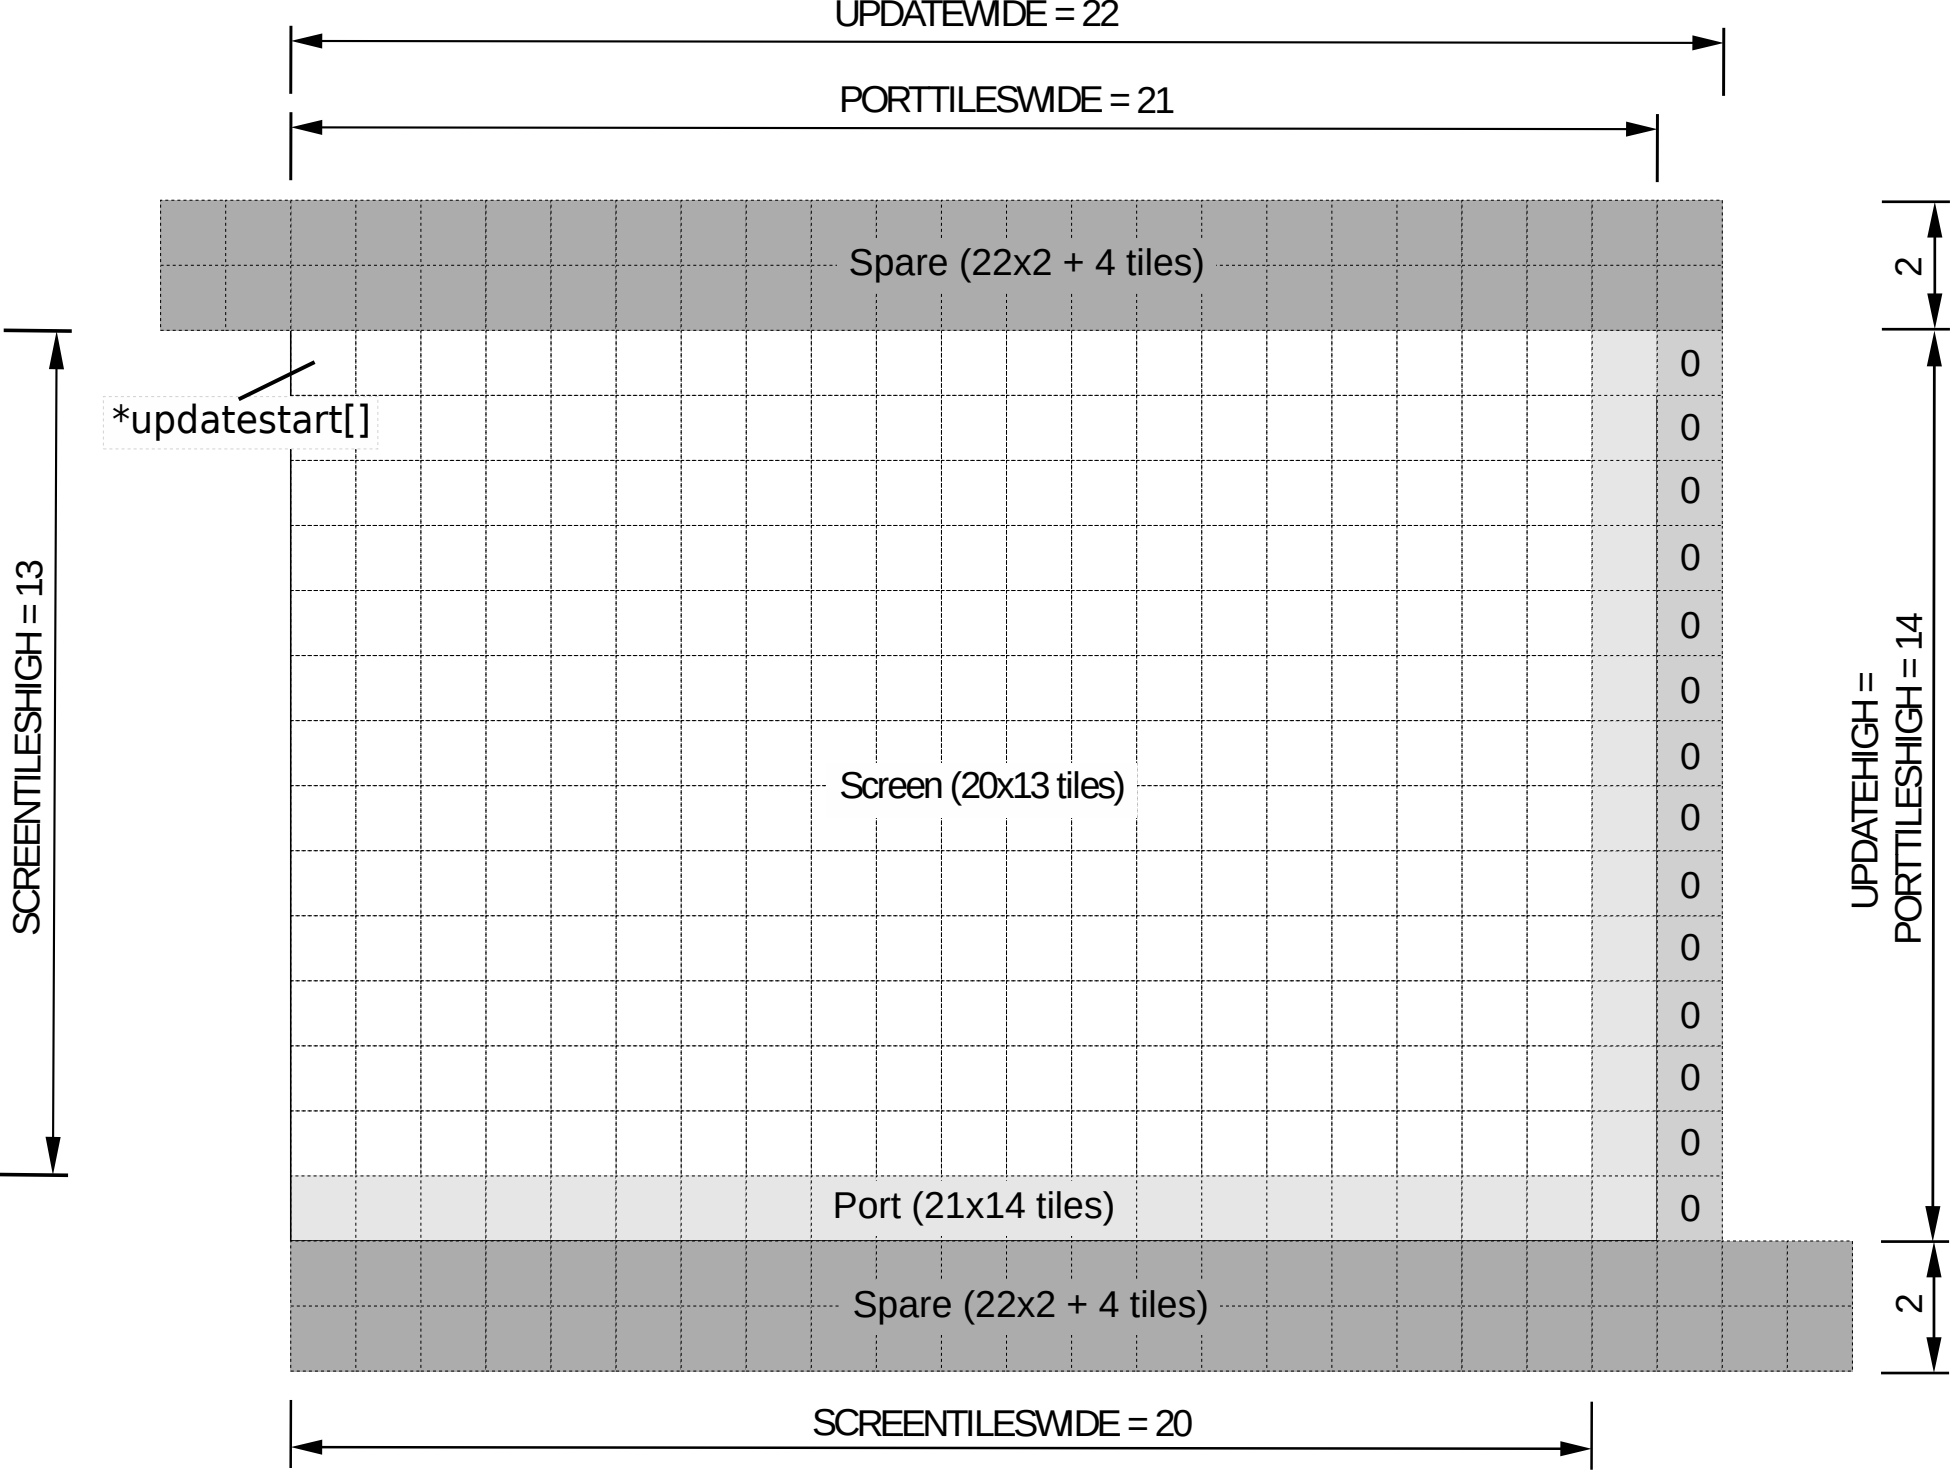 UPDATEWIDE = 22
PORTTILESWIDE = 21
Spare (22x2 + 4 tiles)
2
*updatestart[]
0
0
0
0
0
0
0
0
0
0
0
0
0
0
SCREENTILESHIGH = 13
Screen (20x13 tiles)
UPDATEHIGH =
PORTTILESHIGH = 14
Port (21x14 tiles)
Spare (22x2 + 4 tiles)
2
SCREENTILESWIDE = 20